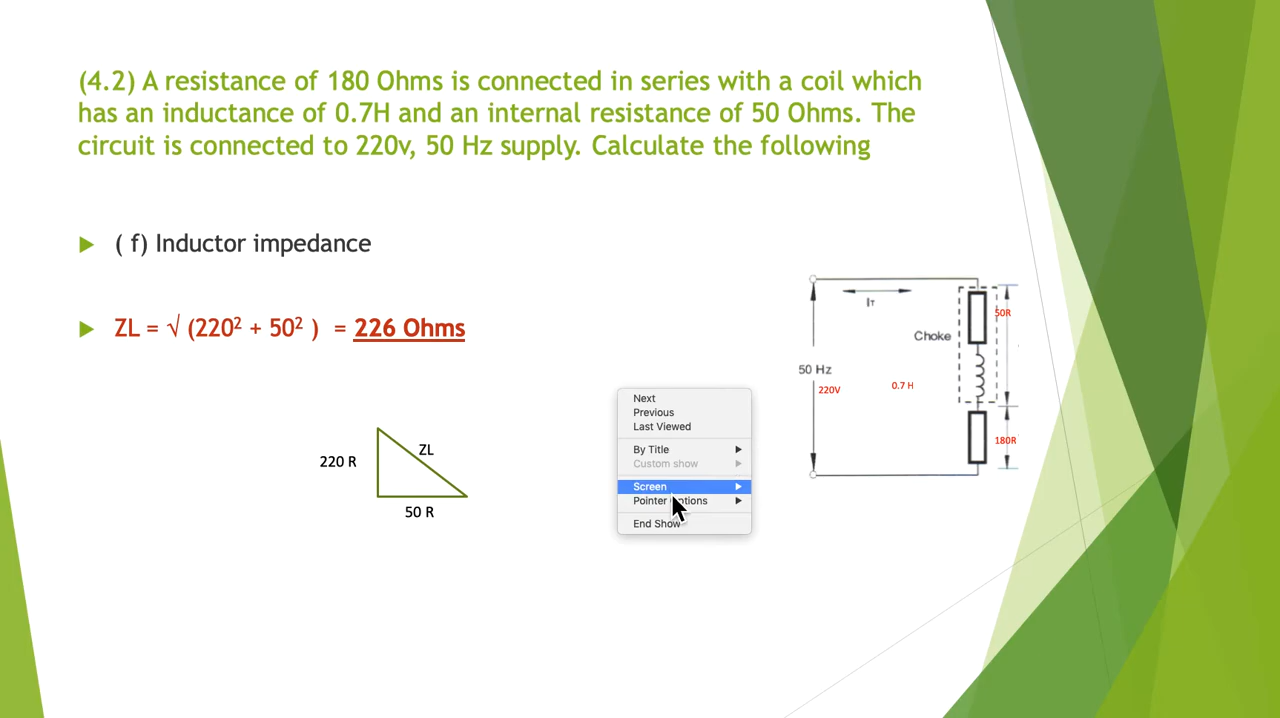 (4.2) A resistance of 180 Ohms is connected in series with a coil which
has an inductance of 0.7H and an internal resistance of 50 Ohms. The
circuit is connected to 220v, 50 Hz supply. Calculate the following
( f) Inductor impedance
ZL = √ (220² + 50² ) = 226 Ohms
220 R
ZL
50 R
Next
Previous
Last Viewed
By Title
Custom show
Screen
Pointer Options
End Show
IT
50R
Choke
50 Hz
220V
0.7 H
180R